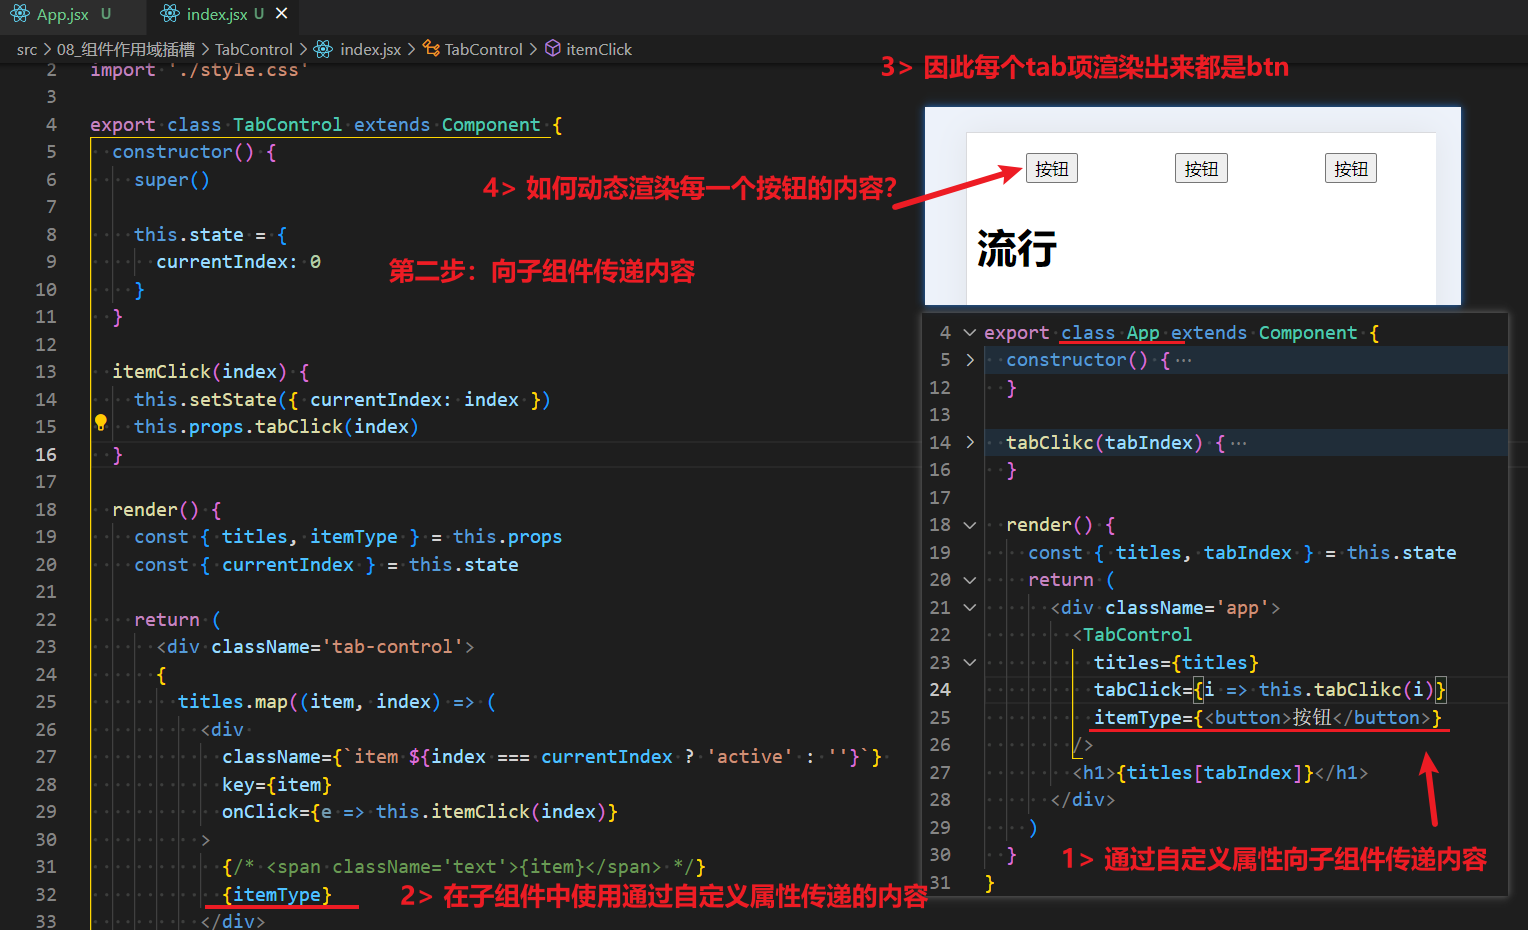 App.jsx U
index.jsx U ×
src > 08_组件作用域插槽 > TabControl > index.jsx > TabControl > itemClick
2 import './style.css'
3
4 export class TabControl extends Component {
5 constructor() {
6 super()
7
8 this.state = {
9 currentIndex: 0
10 }
11 }
12
13 itemClick(index) {
14 this.setState({ currentIndex: index })
15 this.props.tabClick(index)
16 }
17
18 render() {
19 const { titles, itemType } = this.props
20 const { currentIndex } = this.state
21
22 return (
23 <div className='tab-control'>
24 {
25 titles.map((item, index) => (
26 <div
27 className={`item ${index === currentIndex ? 'active' : ''}`}
28 key={item}
29 onClick={e => this.itemClick(index)}
30 >
31 {/* <span className='text'>{item}</span> */}
32 {itemType}
33 </div>
第二步：向子组件传递内容
2> 在子组件中使用通过自定义属性传递的内容
3> 因此每个tab项渲染出来都是btn
4> 如何动态渲染每一个按钮的内容？
按钮 按钮 按钮
流行
4 export class App extends Component {
5 constructor() { …
12 }
13
14 tabClikc(tabIndex) { …
16 }
17
18 render() {
19 const { titles, tabIndex } = this.state
20 return (
21 <div className='app'>
22 <TabControl
23 titles={titles}
24 tabClick={i => this.tabClikc(i)}
25 itemType={<button>按钮</button>}
26 />
27 <h1>{titles[tabIndex]}</h1>
28 </div>
29 )
30 }
31 }
1> 通过自定义属性向子组件传递内容